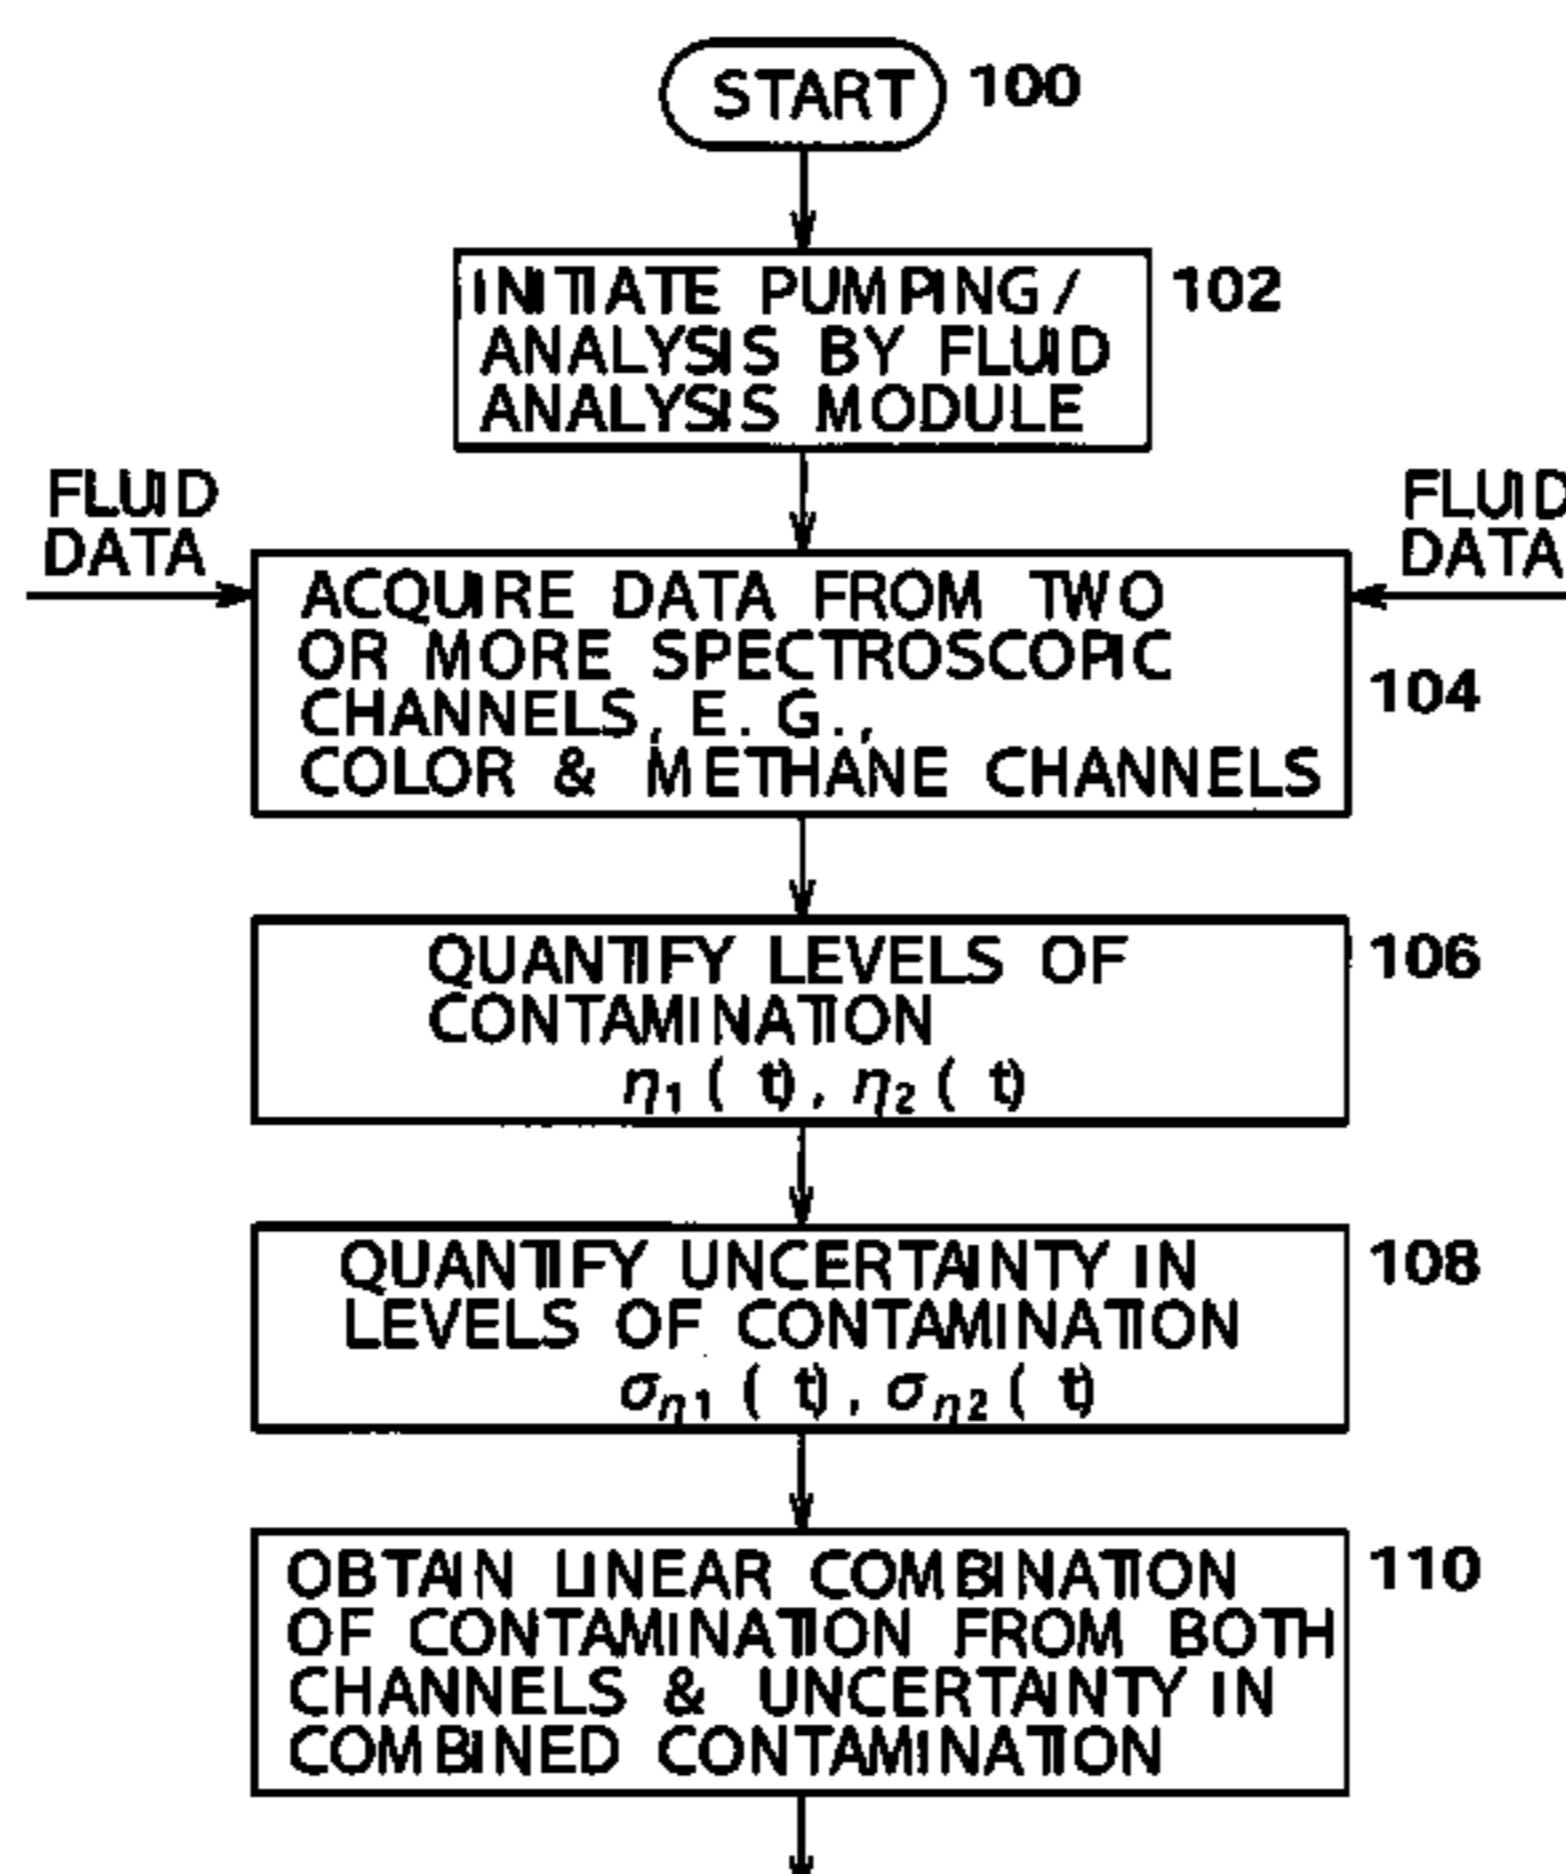 START 100
INITIATE PUMPING/
ANALYSIS BY FLUID
ANALYSIS MODULE
102
FLUID
DATA
FLUID
DATA
ACQUIRE DATA FROM TWO
OR MORE SPECTROSCOPIC
CHANNELS, E.G.,
COLOR & METHANE CHANNELS
104
QUANTIFY LEVELS OF
CONTAMINATION
η1 (t), η2 (t)
106
QUANTIFY UNCERTAINTY IN
LEVELS OF CONTAMINATION
ση1 (t), ση2 (t)
108
OBTAIN LINEAR COMBINATION
OF CONTAMINATION FROM BOTH
CHANNELS & UNCERTAINTY IN
COMBINED CONTAMINATION
110